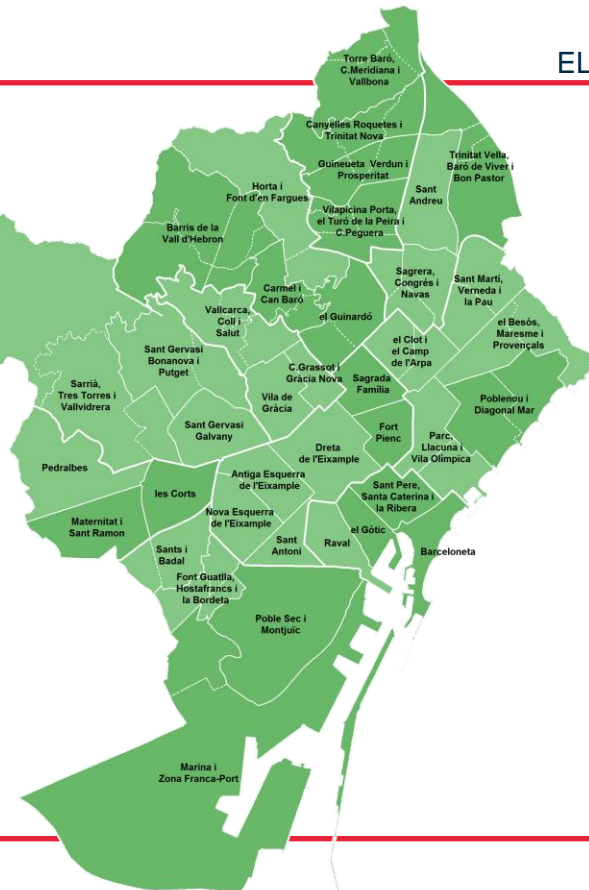 EL
Torre Baró,
C.Meridiana i
Vallbona
Canyelles Roquetes i
Trinitat Nova
Guineueta Verdun i
Prosperitat
Trinitat Vella,
Baró de Viver i
Bon Pastor
Sant
Andreu
Horta i
Font d'en Fargues
Vilapicina Porta,
el Turó de la Peira i
C.Peguera
Barris de la
Vall d'Hebron
Sagrera,
Congrés i
Navas
Sant Martí,
Verneda i
la Pau
Carmel i
Can Baró
el Guinardó
Vallcarca,
Coll i
Salut
el Besòs,
Maresme i
Provençals
el Clot i
el Camp
de l'Arpa
Sant Gervasi
Bonanova i
Putget
C.Grassot i
Gràcia Nova
Sagrada
Família
Sarrià,
Tres Torres i
Vallvidrera
Vila de
Gràcia
Poblenou i
Diagonal Mar
Sant Gervasi
Galvany
Fort
Pienc
Parc,
Llacuna i
Vila Olímpica
Dreta
de l'Eixample
Pedralbes
Antiga Esquerra
de l'Eixample
les Corts
Sant Pere,
Santa Caterina i
la Ribera
Nova Esquerra
de l'Eixample
Maternitat i
Sant Ramon
el Gòtic
Sant
Antoni
Raval
Barceloneta
Sants i
Badal
Font Guatlla,
Hostafrancs i
la Bordeta
Poble Sec i
Montjuïc
Marina i
Zona Franca-Port